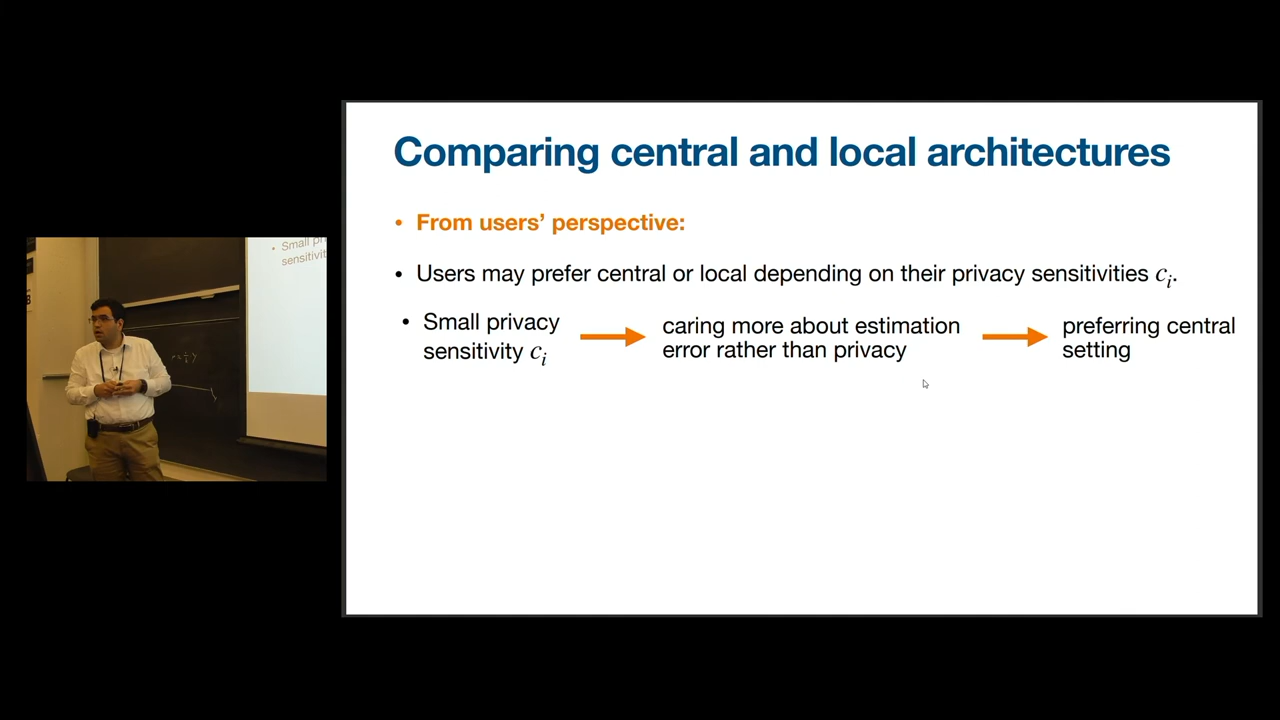 Comparing central and local architectures
• From users' perspective:
• Users may prefer central or local depending on their privacy sensitivities cᵢ.
• Small privacy
sensitivity cᵢ
caring more about estimation
error rather than privacy
preferring central
setting
• Small pr
sensitivit